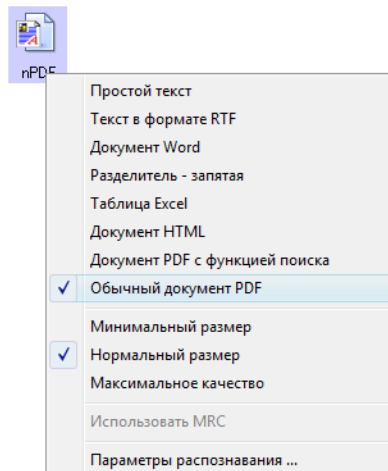 nPDF
Простой текст
Текст в формате RTF
Документ Word
Разделитель - запятая
Таблица Excel
Документ HTML
Документ PDF с функцией поиска
Обычный документ PDF
Минимальный размер
Нормальный размер
Максимальное качество
Использовать MRC
Параметры распознавания ...